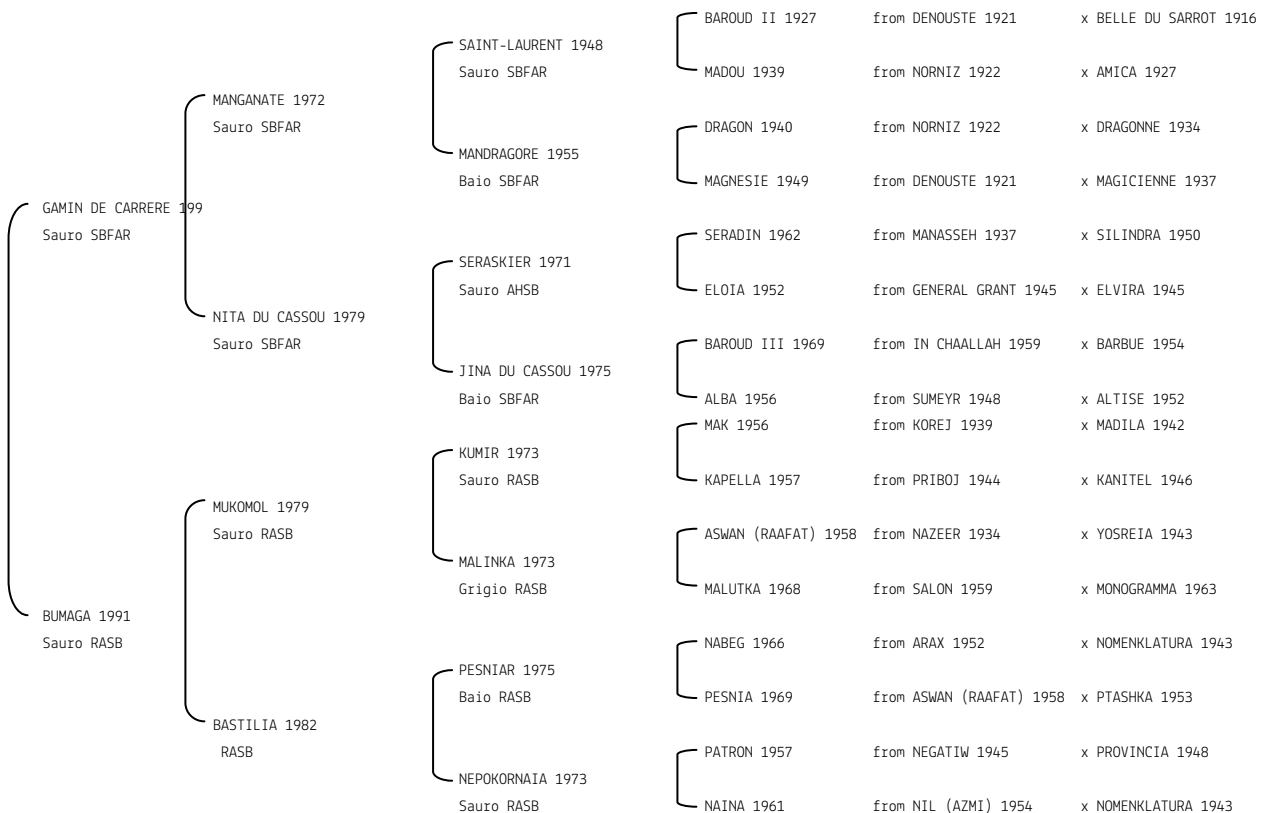 BAROUD II 1927 from DENOUSTE 1921 x BELLE DU SARROT 1916
SAINT-LAURENT 1948
Sauro SBFAR
MADOU 1939 from NORNIZ 1922 x AMICA 1927
MANGANATE 1972
Sauro SBFAR
DRAGON 1940 from NORNIZ 1922 x DRAGONNE 1934
MANDRAGORE 1955
Baio SBFAR
MAGNESIE 1949 from DENOUSTE 1921 x MAGICIENNE 1937
GAMIN DE CARRERE 199
Sauro SBFAR
SERADIN 1962 from MANASSEH 1937 x SILINDRA 1950
SERASKIER 1971
Sauro AHSB
ELOIA 1952 from GENERAL GRANT 1945 x ELVIRA 1945
NITA DU CASSOU 1979
Sauro SBFAR
BAROUD III 1969 from IN CHAALLAH 1959 x BARBUE 1954
JINA DU CASSOU 1975
Baio SBFAR
ALBA 1956 from SUMEYR 1948 x ALTISE 1952
MAK 1956 from KOREJ 1939 x MADILA 1942
KUMIR 1973
Sauro RASB
KAPELLA 1957 from PRIBOJ 1944 x KANITEL 1946
MUKOMOL 1979
Sauro RASB
ASWAN (RAAFAT) 1958 from NAZEER 1934 x YOSREIA 1943
MALINKA 1973
Grigio RASB
MALUTKA 1968 from SALON 1959 x MONOGRAMMA 1963
BUMAGA 1991
Sauro RASB
NABEG 1966 from ARAX 1952 x NOMENKLATURA 1943
PESNIAR 1975
Baio RASB
PESNIA 1969 from ASWAN (RAAFAT) 1958 x PTASHKA 1953
BASTILIA 1982
RASB
PATRON 1957 from NEGATIW 1945 x PROVINCIA 1948
NEPOKORNAIA 1973
Sauro RASB
NAINA 1961 from NIL (AZMI) 1954 x NOMENKLATURA 1943